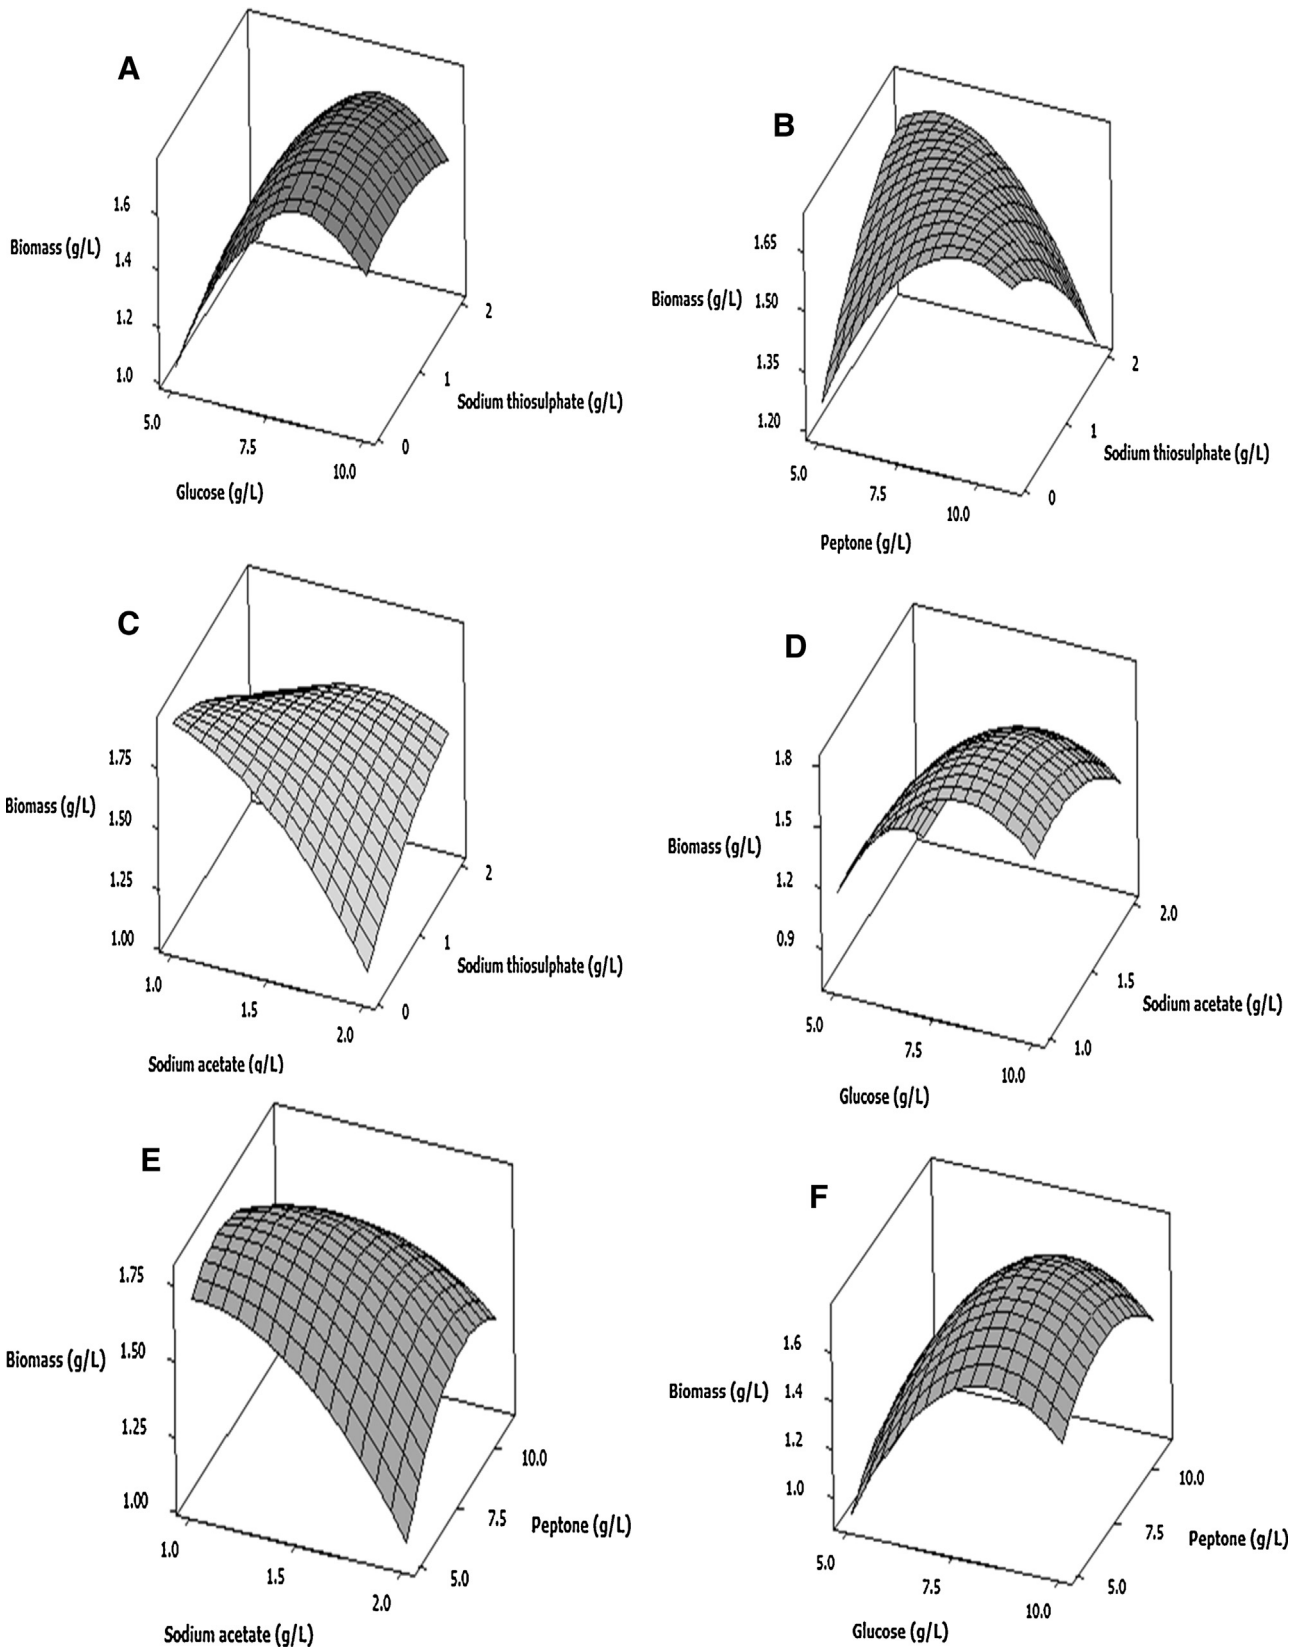 A
1.6
Biomass (g/L)
1.4
1.2
1.0
5.0
7.5
10.0
Glucose (g/L)
0
1
2
Sodium thiosulphate (g/L)
B
1.65
Biomass (g/L)
1.50
1.35
1.20
5.0
7.5
10.0
Peptone (g/L)
0
1
2
Sodium thiosulphate (g/L)
C
1.75
Biomass (g/L)
1.50
1.25
1.00
1.0
1.5
2.0
Sodium acetate (g/L)
0
1
2
Sodium thiosulphate (g/L)
D
1.8
1.5
Biomass (g/L)
1.2
0.9
5.0
7.5
10.0
Glucose (g/L)
1.0
1.5
2.0
Sodium acetate (g/L)
E
1.75
Biomass (g/L)
1.50
1.25
1.00
1.0
1.5
2.0
Sodium acetate (g/L)
5.0
7.5
10.0
Peptone (g/L)
F
1.6
Biomass (g/L)
1.4
1.2
1.0
5.0
7.5
10.0
Glucose (g/L)
5.0
7.5
10.0
Peptone (g/L)